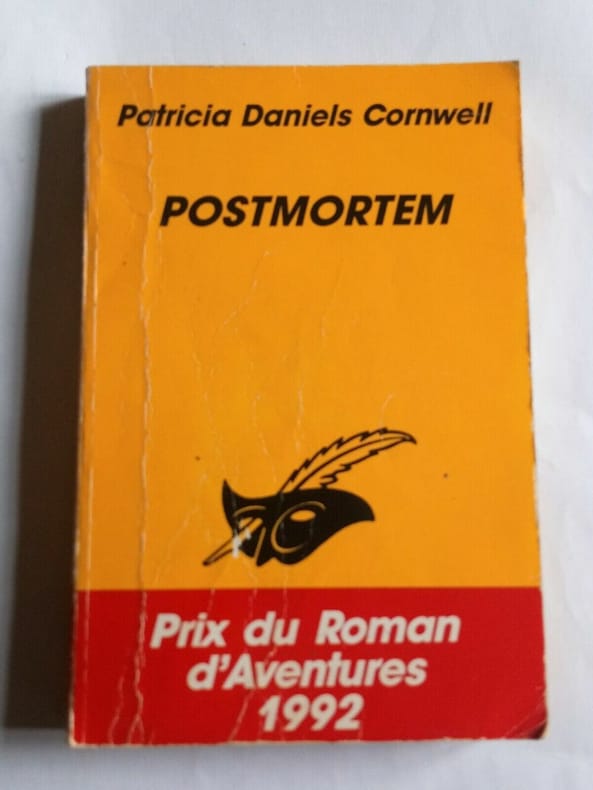 Patricia Daniels Cornwell
POSTMORTEM
Prix du Roman
d'Aventures
1992